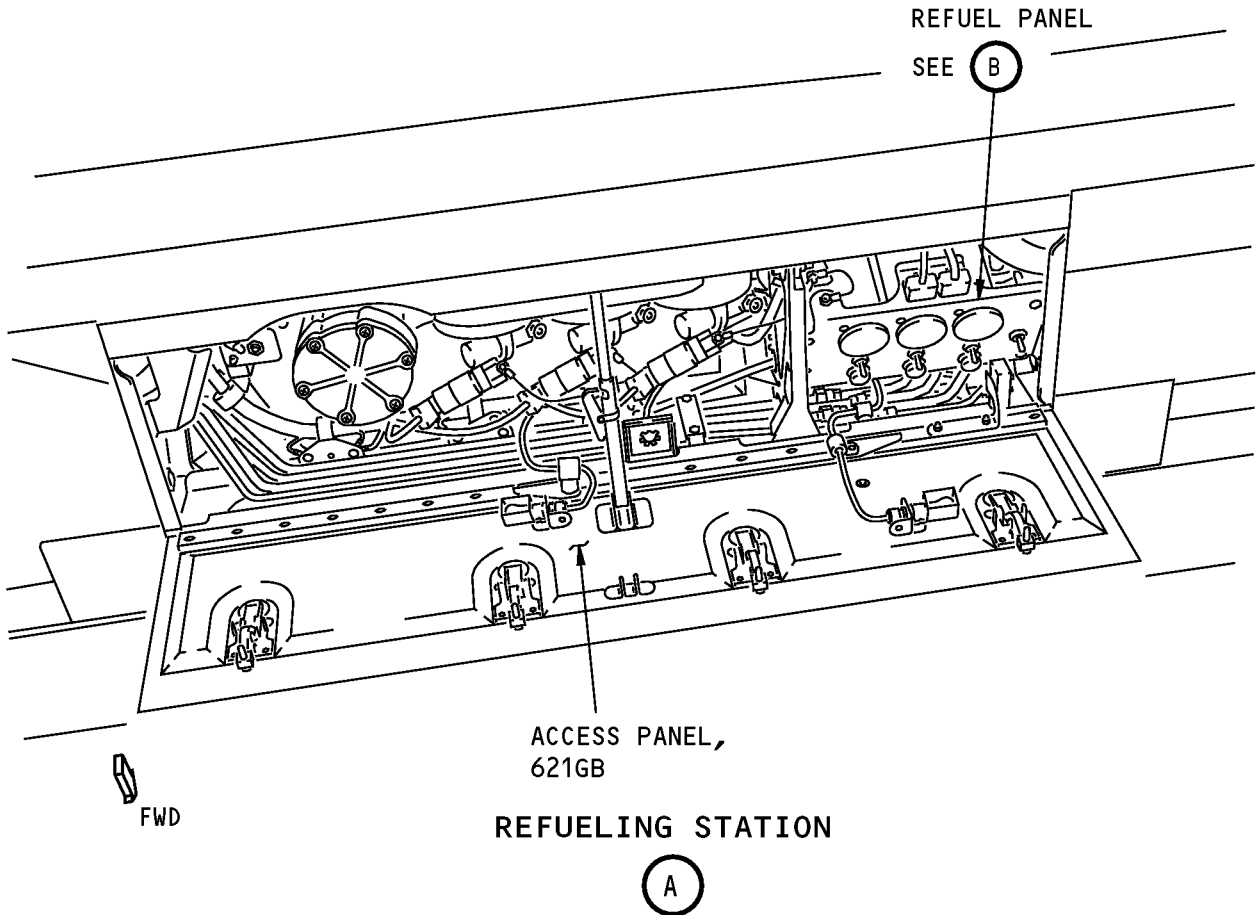 REFUEL PANEL
SEE B
ACCESS PANEL,
621GB
FWD
REFUELING STATION
A